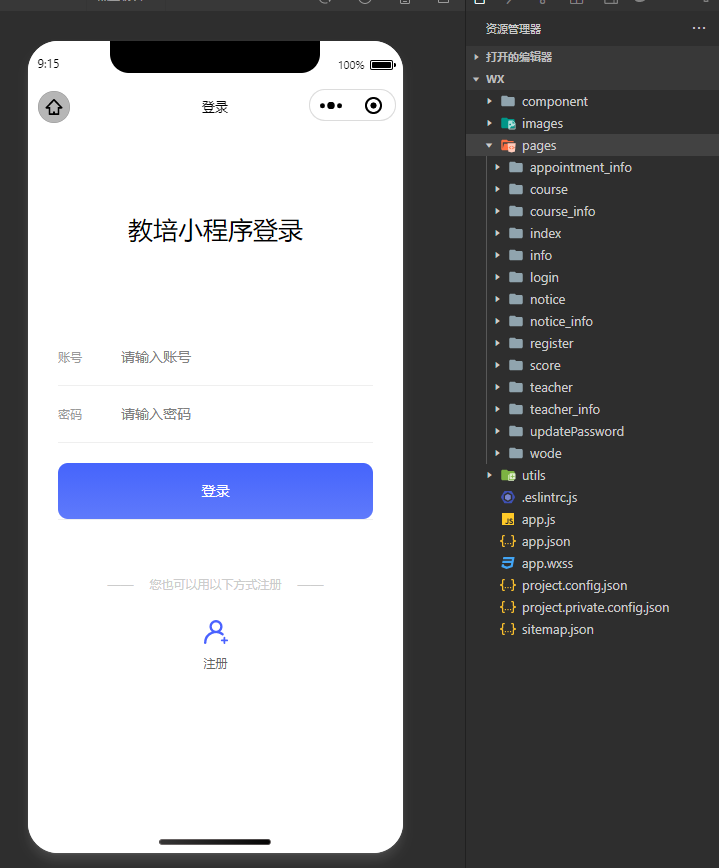 9:15
100%
登录
教培小程序登录
账号
请输入账号
密码
请输入密码
登录
您也可以用以下方式注册
注册
资源管理器
打开的编辑器
WX
component
images
pages
appointment_info
course
course_info
index
info
login
notice
notice_info
register
score
teacher
teacher_info
updatePassword
wode
utils
.eslintrc.js
app.js
app.json
app.wxss
project.config.json
project.private.config.json
sitemap.json